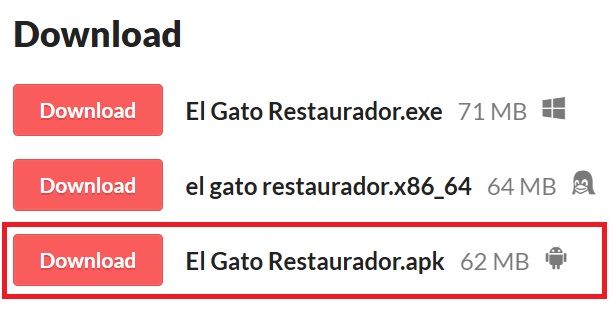 Download
Download El Gato Restaurador.exe 71 MB
Download el gato restaurador.x86_64 64 MB
Download El Gato Restaurador.apk 62 MB